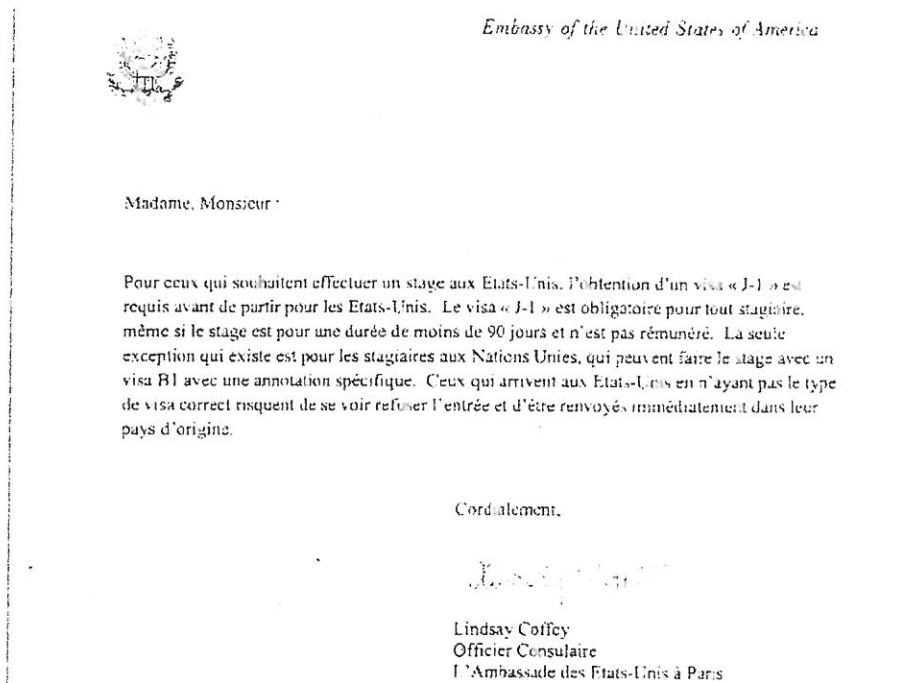 Embassy of the United States of America
Madame, Monsieur :
Pour ceux qui souhaitent effectuer un stage aux Etats-Unis, l'obtention d'un visa « J-1 » est
requis avant de partir pour les Etats-Unis. Le visa « J-1 » est obligatoire pour tout stagiaire,
même si le stage est pour une durée de moins de 90 jours et n'est pas rémunéré. La seule
exception qui existe est pour les stagiaires aux Nations Unies, qui peuvent faire le stage avec un
visa B1 avec une annotation spécifique. Ceux qui arrivent aux Etats-Unis en n'ayant pas le type
de visa correct risquent de se voir refuser l'entrée et d'être renvoyés immédiatement dans leur
pays d'origine.
Cordialement,
Lindsay Coffey
Officier Consulaire
L'Ambassade des Etats-Unis à Paris